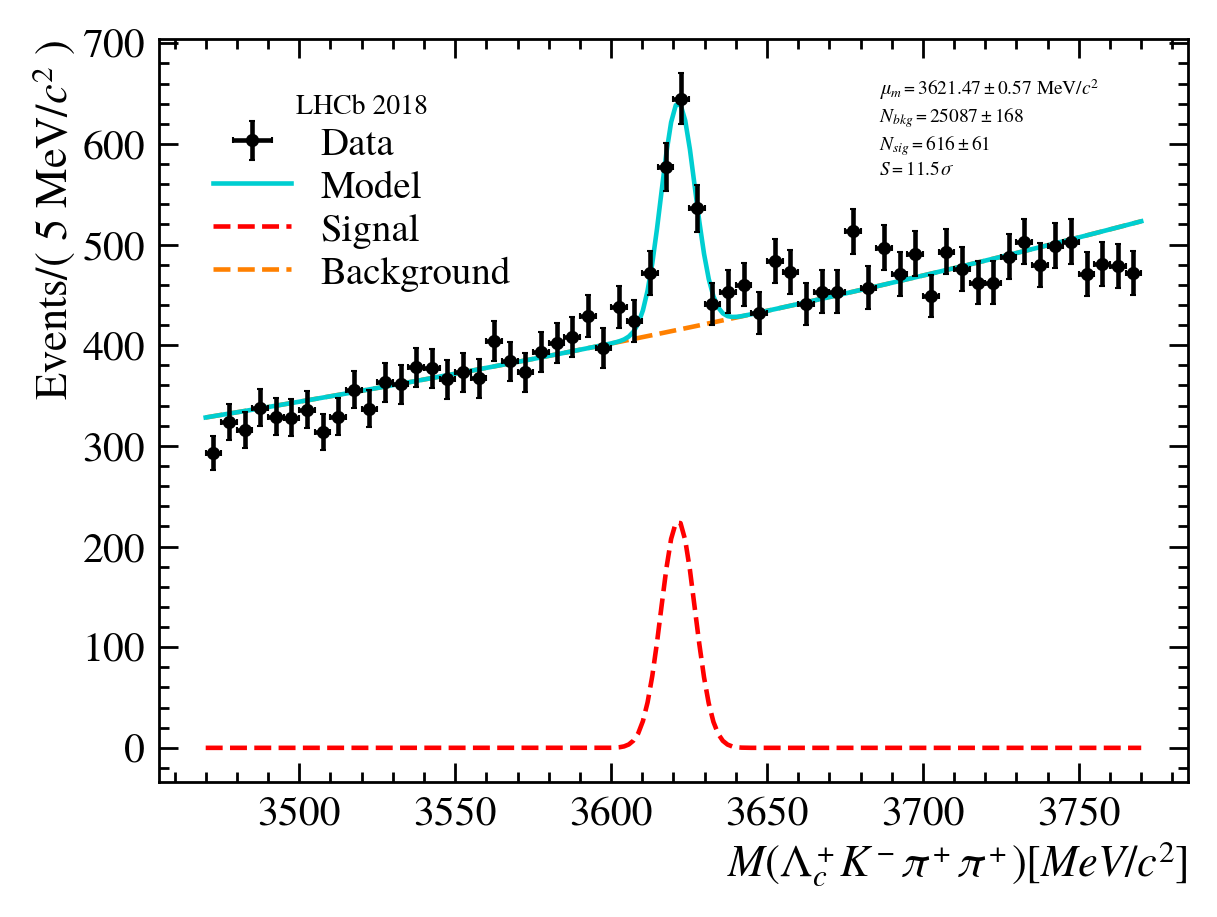 Events/( 5 MeV/c² )
700
600
500
400
300
200
100
0
LHCb 2018
Data
Model
Signal
Background
μ_m = 3621.47 ± 0.57 MeV/c²
N_bkg = 25087 ± 168
N_sig = 616 ± 61
S = 11.5σ
3500 3550 3600 3650 3700 3750
M(Λ_c⁺K⁻π⁺π⁺)[MeV/c²]